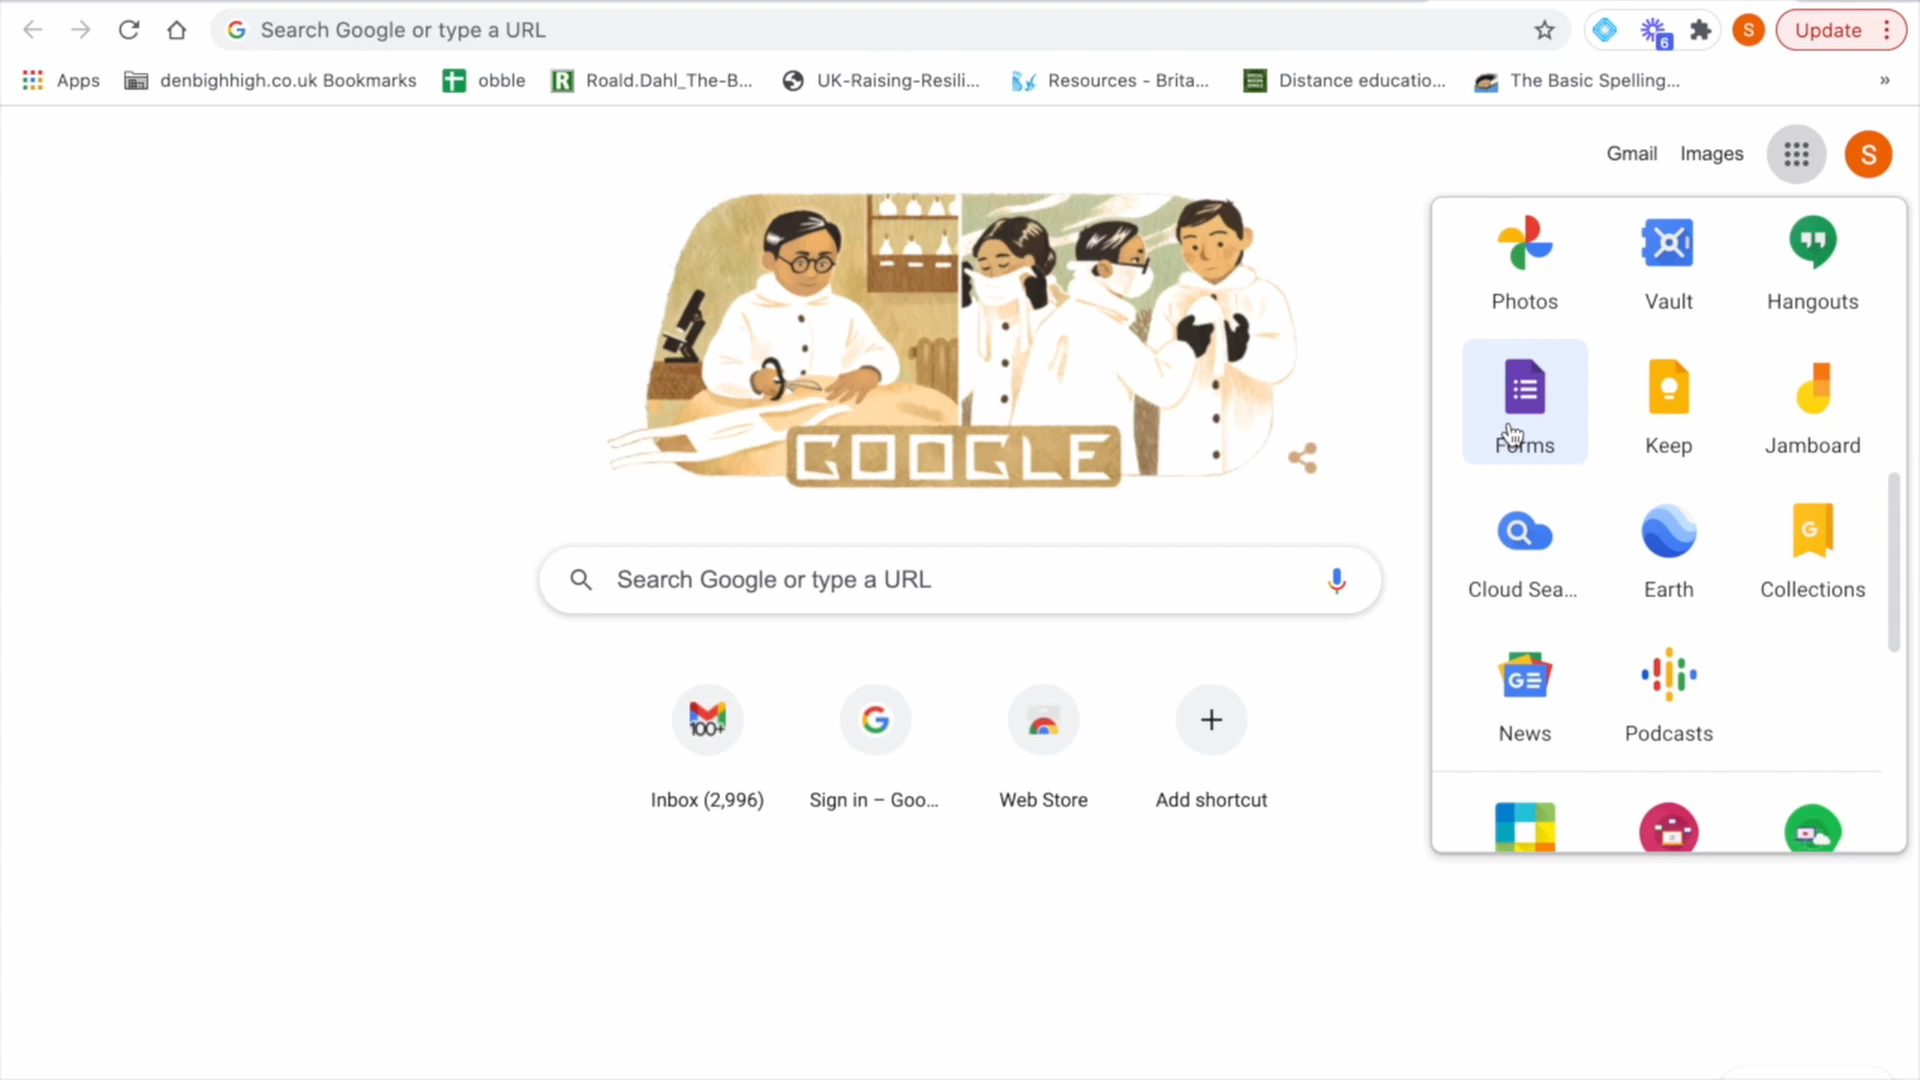 Search Google or type a URL
6
S
Update
Apps
denbighhigh.co.uk Bookmarks
obble
Roald.Dahl_The-B...
UK-Raising-Resili...
Resources - Brita...
Distance educatio...
The Basic Spelling...
»
Gmail
Images
S
Photos
Vault
Hangouts
GOOGLE
Forms
Keep
Jamboard
Search Google or type a URL
Cloud Sea...
Earth
Collections
News
Podcasts
100+
Inbox (2,996)
Sign in – Goo...
Web Store
Add shortcut